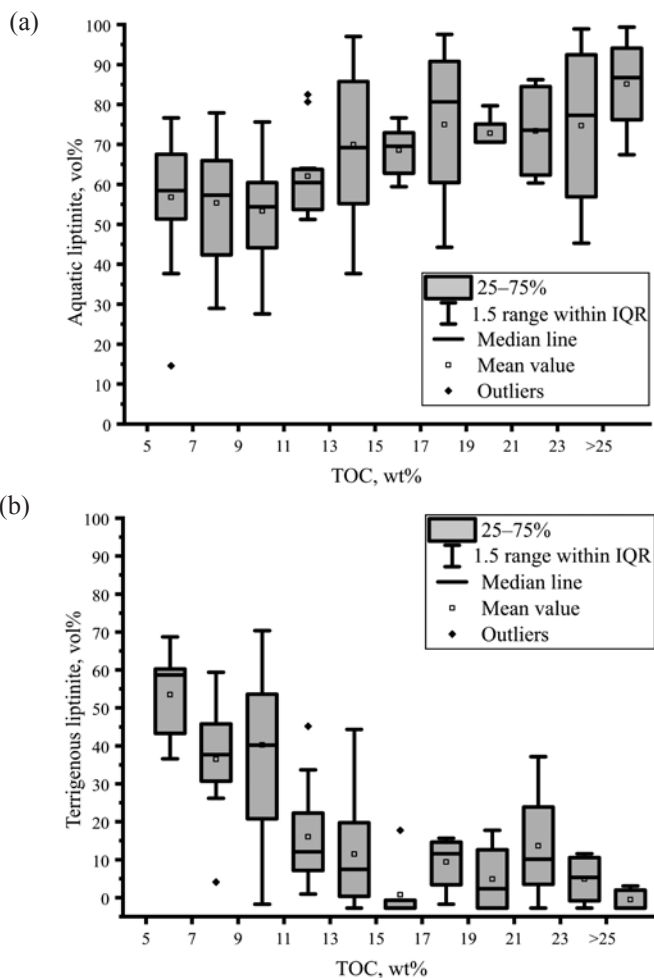 (a)
100
90
80
70
60
50
40
30
20
10
0
Aquatic liptinite, vol%
25–75%
1.5 range within IQR
Median line
Mean value
Outliers
5 7 9 11 13 15 17 19 21 23 >25
TOC, wt%
(b)
100
90
80
70
60
50
40
30
20
10
0
Terrigenous liptinite, vol%
25–75%
1.5 range within IQR
Median line
Mean value
Outliers
5 7 9 11 13 15 17 19 21 23 >25
TOC, wt%